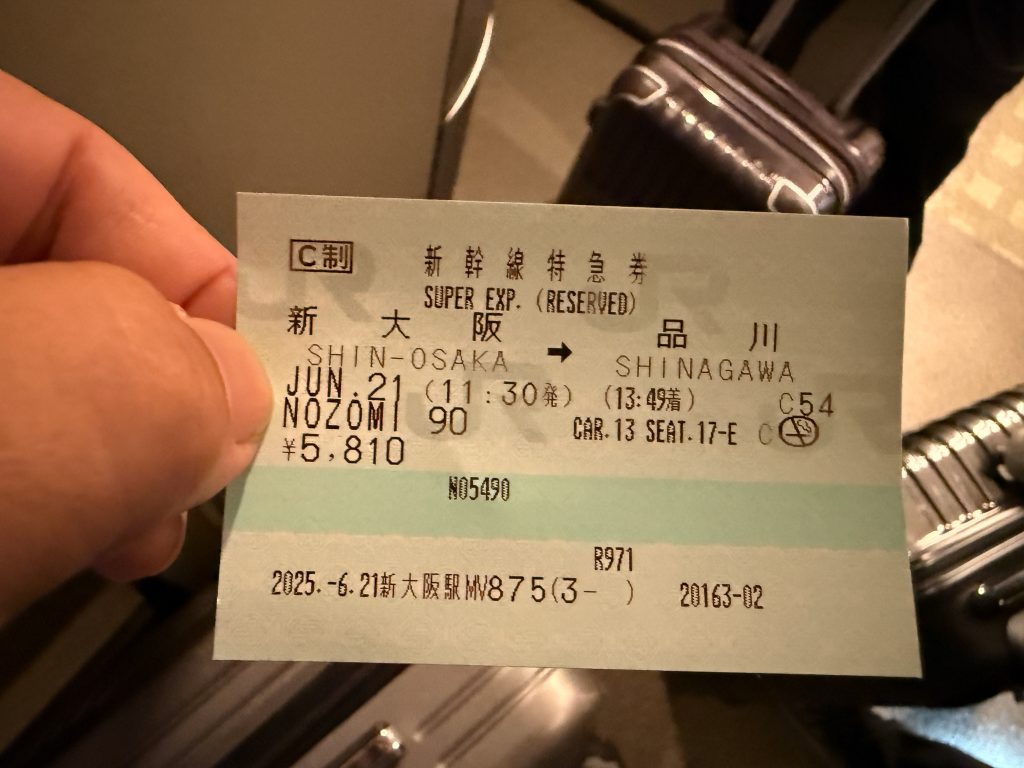 C制 新幹線特急券
SUPER EXP. (RESERVED)
新大阪 → 品川
SHIN-OSAKA SHINAGAWA
JUN.21 (11:30発) (13:49着) C54
NOZOMI 90 CAR.13 SEAT.17-E C
¥5,810
N05490
R971
2025.-6.21新大阪駅MV875(3- ) 20163-02